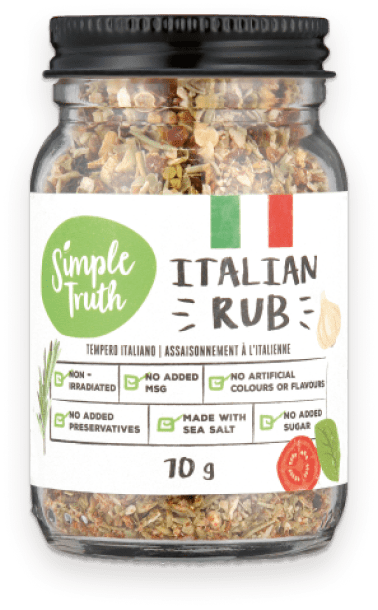 Simple
Truth
ITALIAN
RUB
TEMPERO ITALIANO | ASSAISONNEMENT À L'ITALIENNE
NON -
IRRADIATED
NO ADDED
MSG
NO ARTIFICIAL
COLOURS OR FLAVOURS
NO ADDED
PRESERVATIVES
MADE WITH
SEA SALT
NO ADDED
SUGAR
70 g